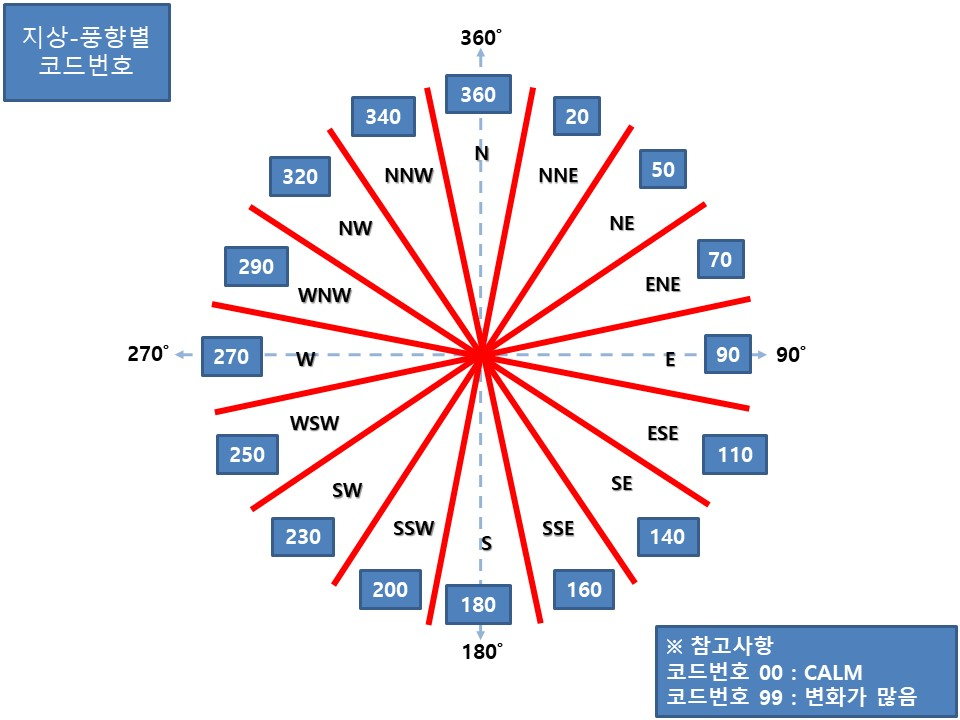 지상-풍향별
코드번호
360˚
360
340
20
N
NNW
NNE
320
50
NW
NE
290
70
WNW
ENE
270˚
270
W
E
90
90˚
WSW
ESE
250
110
SW
SE
230
140
SSW
S
SSE
200
180
160
180˚
※ 참고사항
코드번호 00 : CALM
코드번호 99 : 변화가 많음